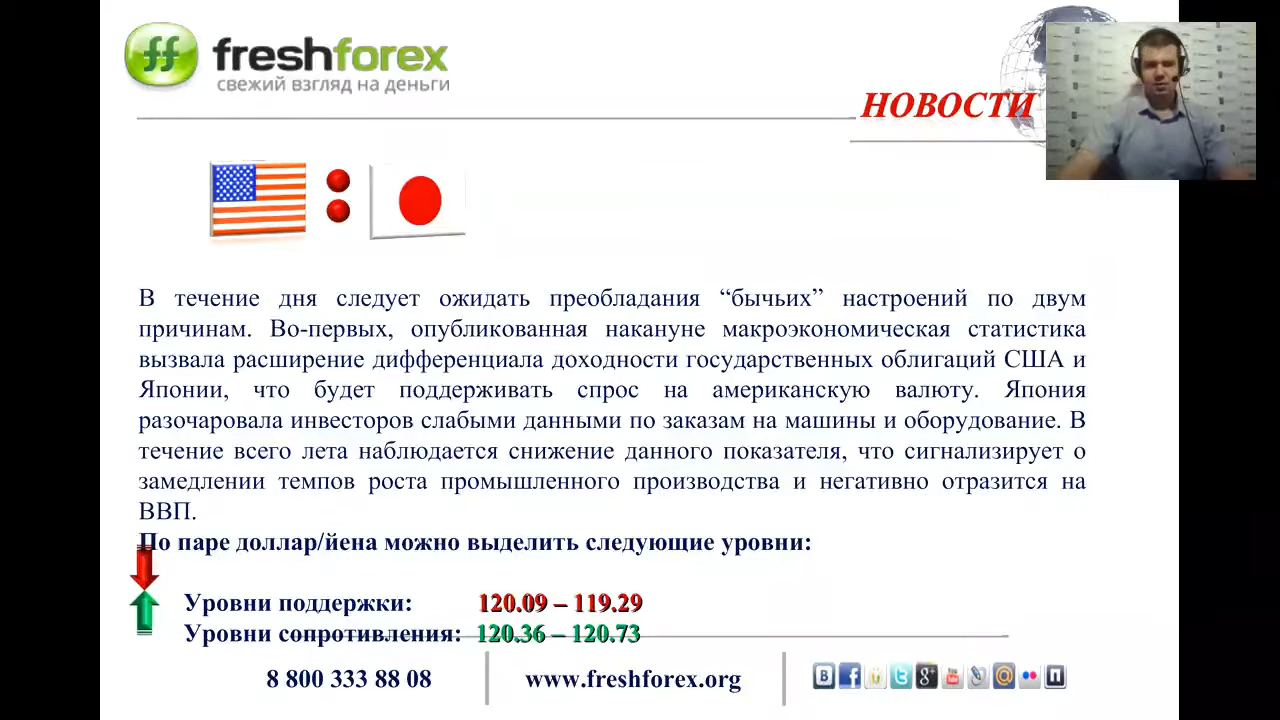 ff freshforex
свежий взгляд на деньги
НОВОСТИ
В течение дня следует ожидать преобладания “бычьих” настроений по двум
причинам. Во-первых, опубликованная накануне макроэкономическая статистика
вызвала расширение дифференциала доходности государственных облигаций США и
Японии, что будет поддерживать спрос на американскую валюту. Япония
разочаровала инвесторов слабыми данными по заказам на машины и оборудование. В
течение всего лета наблюдается снижение данного показателя, что сигнализирует о
замедлении темпов роста промышленного производства и негативно отразится на
ВВП.
По паре доллар/йена можно выделить следующие уровни:
Уровни поддержки: 120.09 – 119.29
Уровни сопротивления: 120.36 – 120.73
8 800 333 88 08 www.freshforex.org